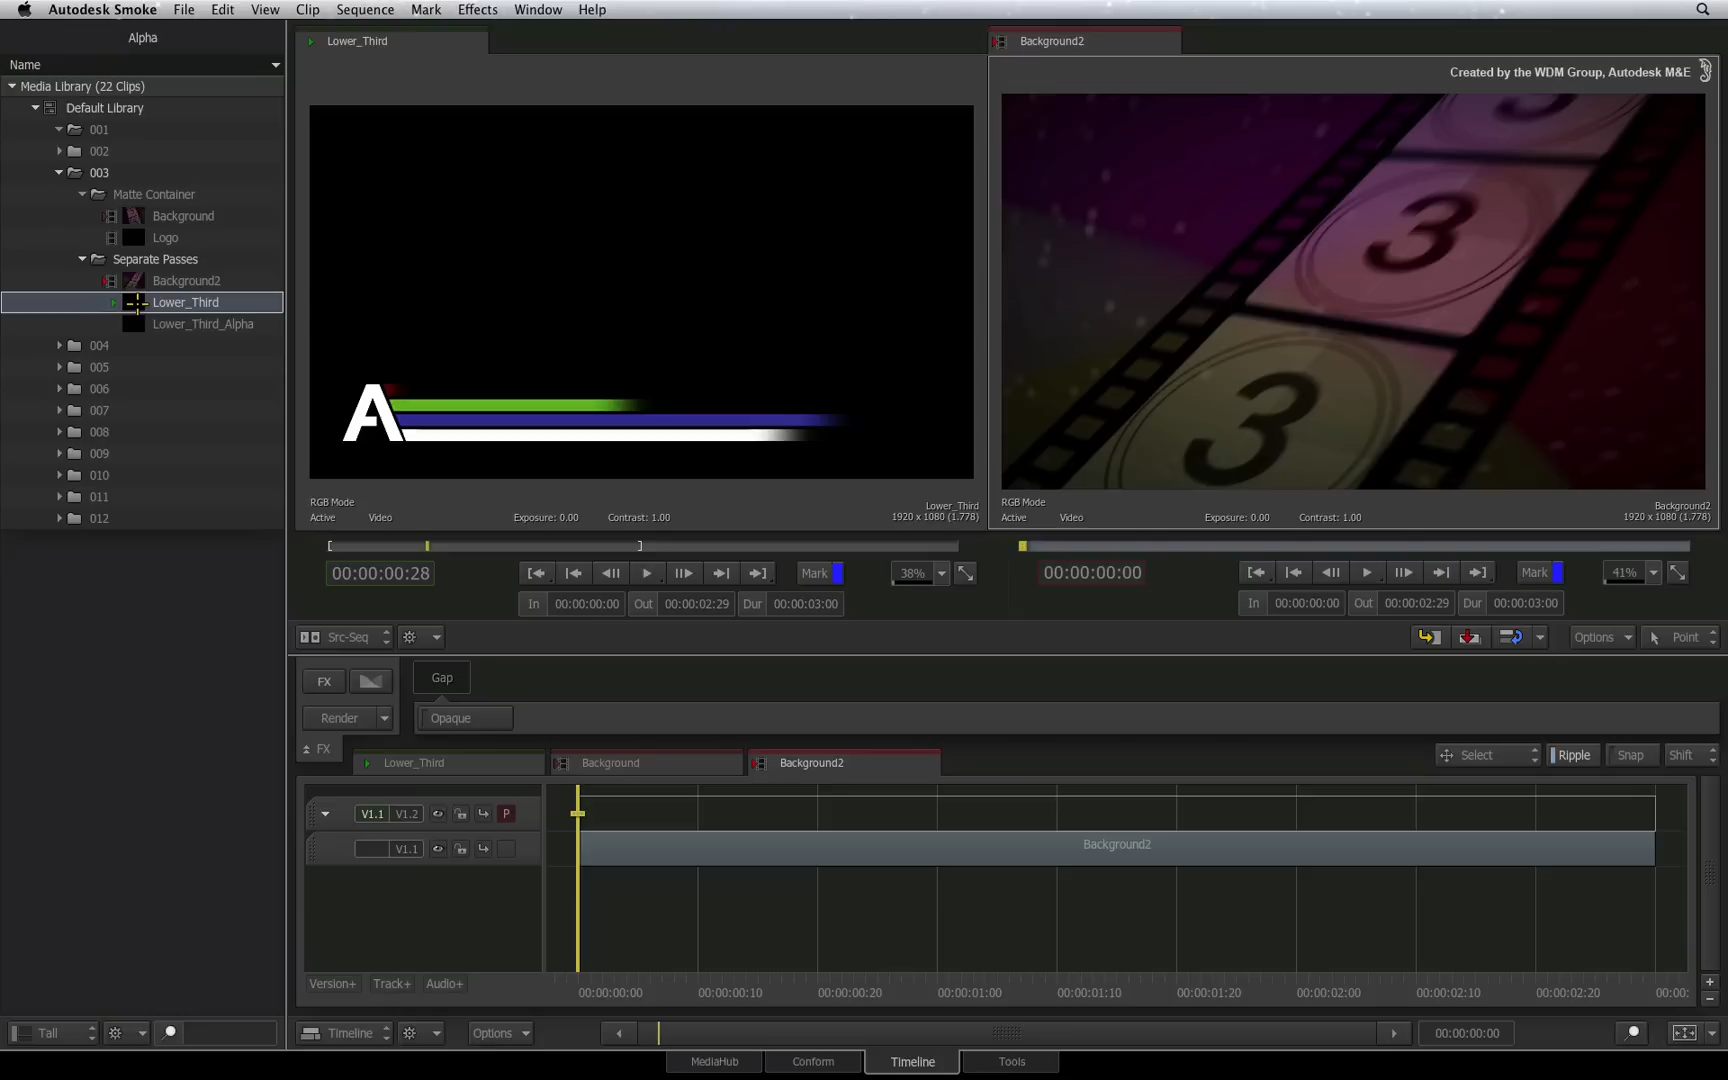 Autodesk Smoke File Edit View Clip Sequence Mark Effects Window Help
Alpha
Name
Media Library (22 Clips)
Default Library
001
002
003
Matte Container
Background
Logo
Separate Passes
Background2
Lower_Third
Lower_Third_Alpha
004
005
006
007
008
009
010
011
012
Lower_Third
A
RGB Mode
Active Video Exposure: 0.00 Contrast: 1.00
Lower_Third
1920 x 1080 (1.778)
Background2
Created by the WDM Group, Autodesk M&E
3
3
RGB Mode
Active Video Exposure: 0.00 Contrast: 1.00
Background2
1920 x 1080 (1.778)
00:00:00:28 Mark 38%
In 00:00:00:00 Out 00:00:02:29 Dur 00:00:03:00
00:00:00:00 Mark 41%
In 00:00:00:00 Out 00:00:02:29 Dur 00:00:03:00
Src-Seq Options Point
FX Gap
Render Opaque
FX
Lower_Third Background Background2 Select Ripple Snap Shift
V1.1 V1.2 P
V1.1 Background2
Version+ Track+ Audio+
00:00:00:00 00:00:00:10 00:00:00:20 00:00:01:00 00:00:01:10 00:00:01:20 00:00:02:00 00:00:02:10 00:00:02:20 00:00:
Tall Timeline Options 00:00:00:00
MediaHub Conform Timeline Tools